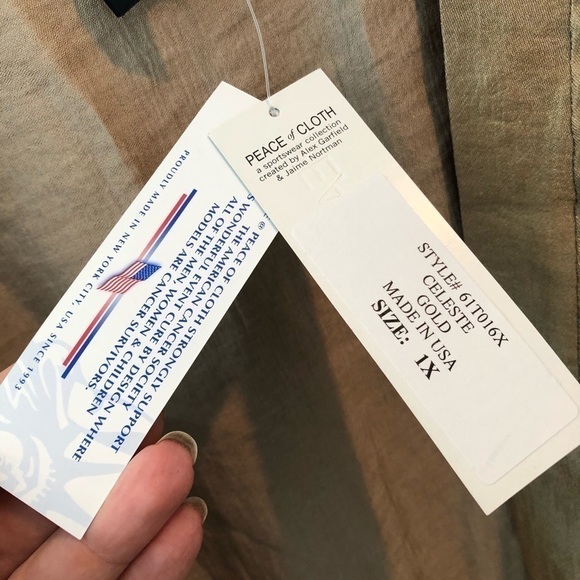 PROUDLY MADE IN NEW YORK CITY, USA SINCE 1993
® PEACE OF CLOTH STRONGLY SUPPORT
THE AMERICAN CANCER SOCIETY
WONDERFUL EVENT, CURE BY DESIGN WHERE
ALL OF THE MEN, WOMEN & CHILDREN
MODELS ARE CANCER SURVIVORS.
PEACE of CLOTH
a sportswear collection
created by Alex Garfield
& Jaime Nortman
STYLE# 61T016X
CELESTE
GOLD
MADE IN USA
SIZE: 1X